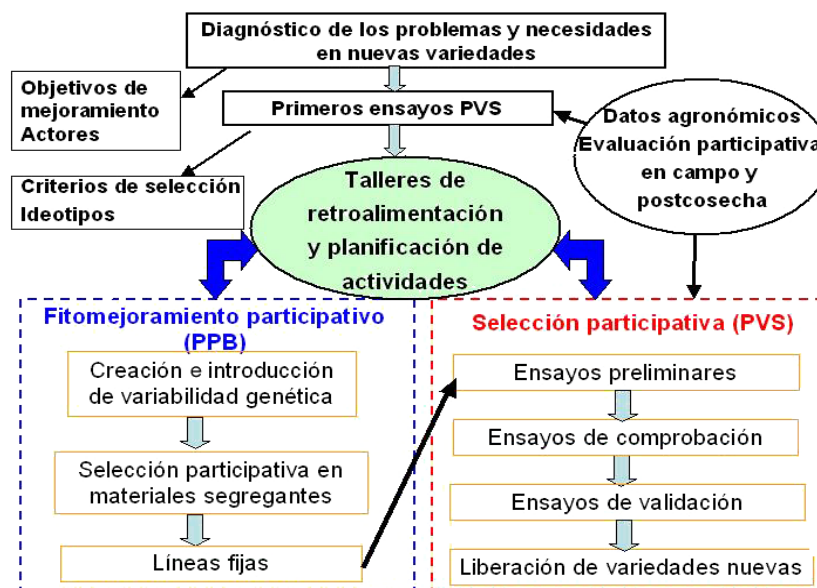 Diagnóstico de los problemas y necesidades
en nuevas variedades
Objetivos de
mejoramiento
Actores
Primeros ensayos PVS
Datos agronómicos
Evaluación participativa
en campo y
postcosecha
Criterios de selección
Ideotipos
Talleres de
retroalimentación
y planificación de
actividades
Fitomejoramiento participativo
(PPB)
Creación e introducción
de variabilidad genética
Selección participativa en
materiales segregantes
Líneas fijas
Selección participativa (PVS)
Ensayos preliminares
Ensayos de comprobación
Ensayos de validación
Liberación de variedades nuevas